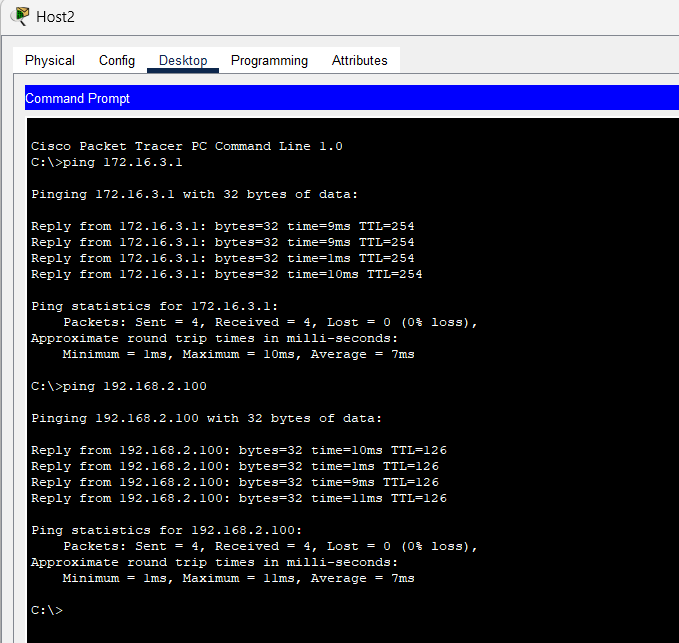 Host2
Physical Config Desktop Programming Attributes
Command Prompt
Cisco Packet Tracer PC Command Line 1.0
C:\>ping 172.16.3.1
Pinging 172.16.3.1 with 32 bytes of data:
Reply from 172.16.3.1: bytes=32 time=9ms TTL=254
Reply from 172.16.3.1: bytes=32 time=9ms TTL=254
Reply from 172.16.3.1: bytes=32 time=1ms TTL=254
Reply from 172.16.3.1: bytes=32 time=10ms TTL=254
Ping statistics for 172.16.3.1:
Packets: Sent = 4, Received = 4, Lost = 0 (0% loss),
Approximate round trip times in milli-seconds:
Minimum = 1ms, Maximum = 10ms, Average = 7ms
C:\>ping 192.168.2.100
Pinging 192.168.2.100 with 32 bytes of data:
Reply from 192.168.2.100: bytes=32 time=10ms TTL=126
Reply from 192.168.2.100: bytes=32 time=1ms TTL=126
Reply from 192.168.2.100: bytes=32 time=9ms TTL=126
Reply from 192.168.2.100: bytes=32 time=11ms TTL=126
Ping statistics for 192.168.2.100:
Packets: Sent = 4, Received = 4, Lost = 0 (0% loss),
Approximate round trip times in milli-seconds:
Minimum = 1ms, Maximum = 11ms, Average = 7ms
C:\>